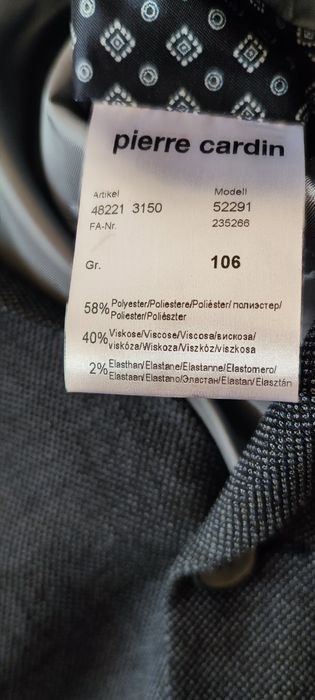 pierre cardin
Artikel Modell
48221 3150 52291
FA-Nr. 235266
Gr. 106
58% Polyester/Poliestere/Poliéster/полиэстер/
Poliester/Poliészter
40% Viskose/Viscose/Viscosa/вискоза/
viskóza/Wiskoza/Viszkóz/viszkosa
2% Elasthan/Elastane/Elastanne/Elastomero/
Elastaan/Elastano/Эластан/Elastan/Elasztán